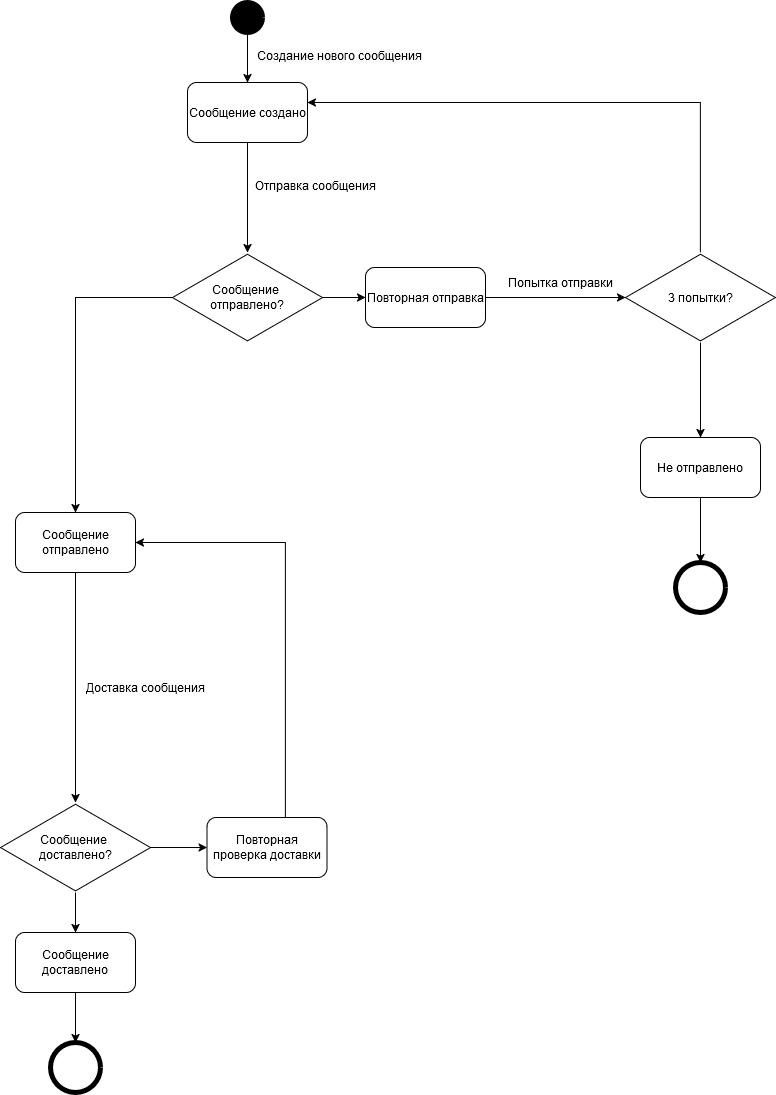 Создание нового сообщения
Сообщение создано
Отправка сообщения
Сообщение
отправлено?
Повторная отправка
Попытка отправки
3 попытки?
Не отправлено
Сообщение
отправлено
Доставка сообщения
Сообщение
доставлено?
Повторная
проверка доставки
Сообщение
доставлено